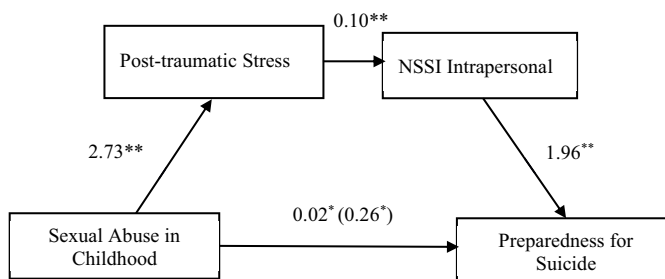 0.10**
Post-traumatic Stress
NSSI Intrapersonal
2.73**
1.96**
0.02* (0.26*)
Sexual Abuse in
Childhood
Preparedness for
Suicide